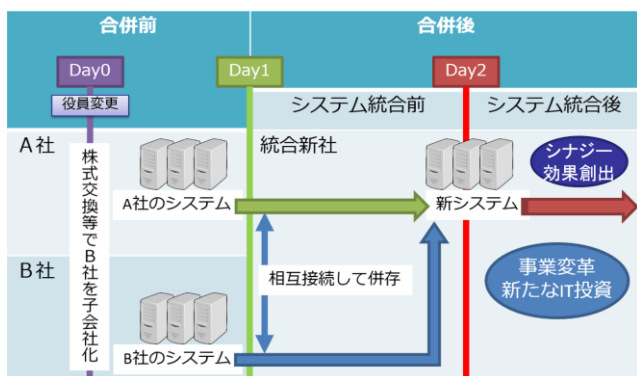 合併前
合併後
Day0
Day1
Day2
役員変更
システム統合前
システム統合後
A社
統合新社
シナジー
効果創出
A社のシステム
新システム
株式交換等でB社を子会社化
相互接続して併存
事業変革
新たなIT投資
B社
B社のシステム